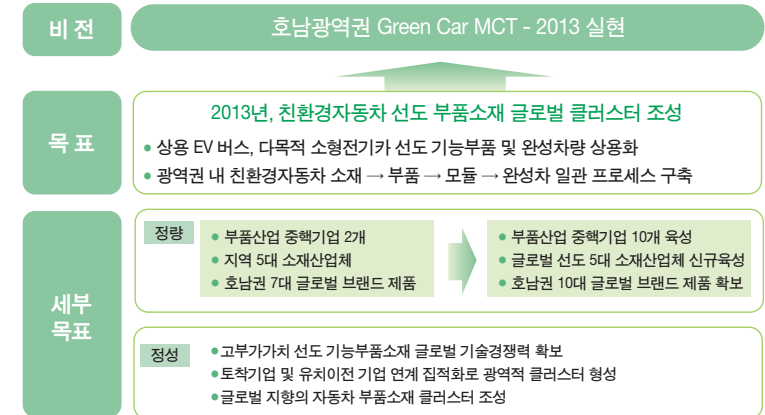 비 전
호남광역권 Green Car MCT - 2013 실현
목 표
2013년, 친환경자동차 선도 부품소재 글로벌 클러스터 조성
● 상용 EV 버스, 다목적 소형전기카 선도 기능부품 및 완성차량 상용화
● 광역권 내 친환경자동차 소재 → 부품 → 모듈 → 완성차 일관 프로세스 구축
세부
목표
정량
● 부품산업 중핵기업 2개
● 지역 5대 소재산업체
● 호남권 7대 글로벌 브랜드 제품
● 부품산업 중핵기업 10개 육성
● 글로벌 선도 5대 소재산업체 신규육성
● 호남권 10대 글로벌 브랜드 제품 확보
정성
●고부가가치 선도 기능부품소재 글로벌 기술경쟁력 확보
●토착기업 및 유치이전 기업 연계 집적화로 광역적 클러스터 형성
●글로벌 지향의 자동차 부품소재 클러스터 조성